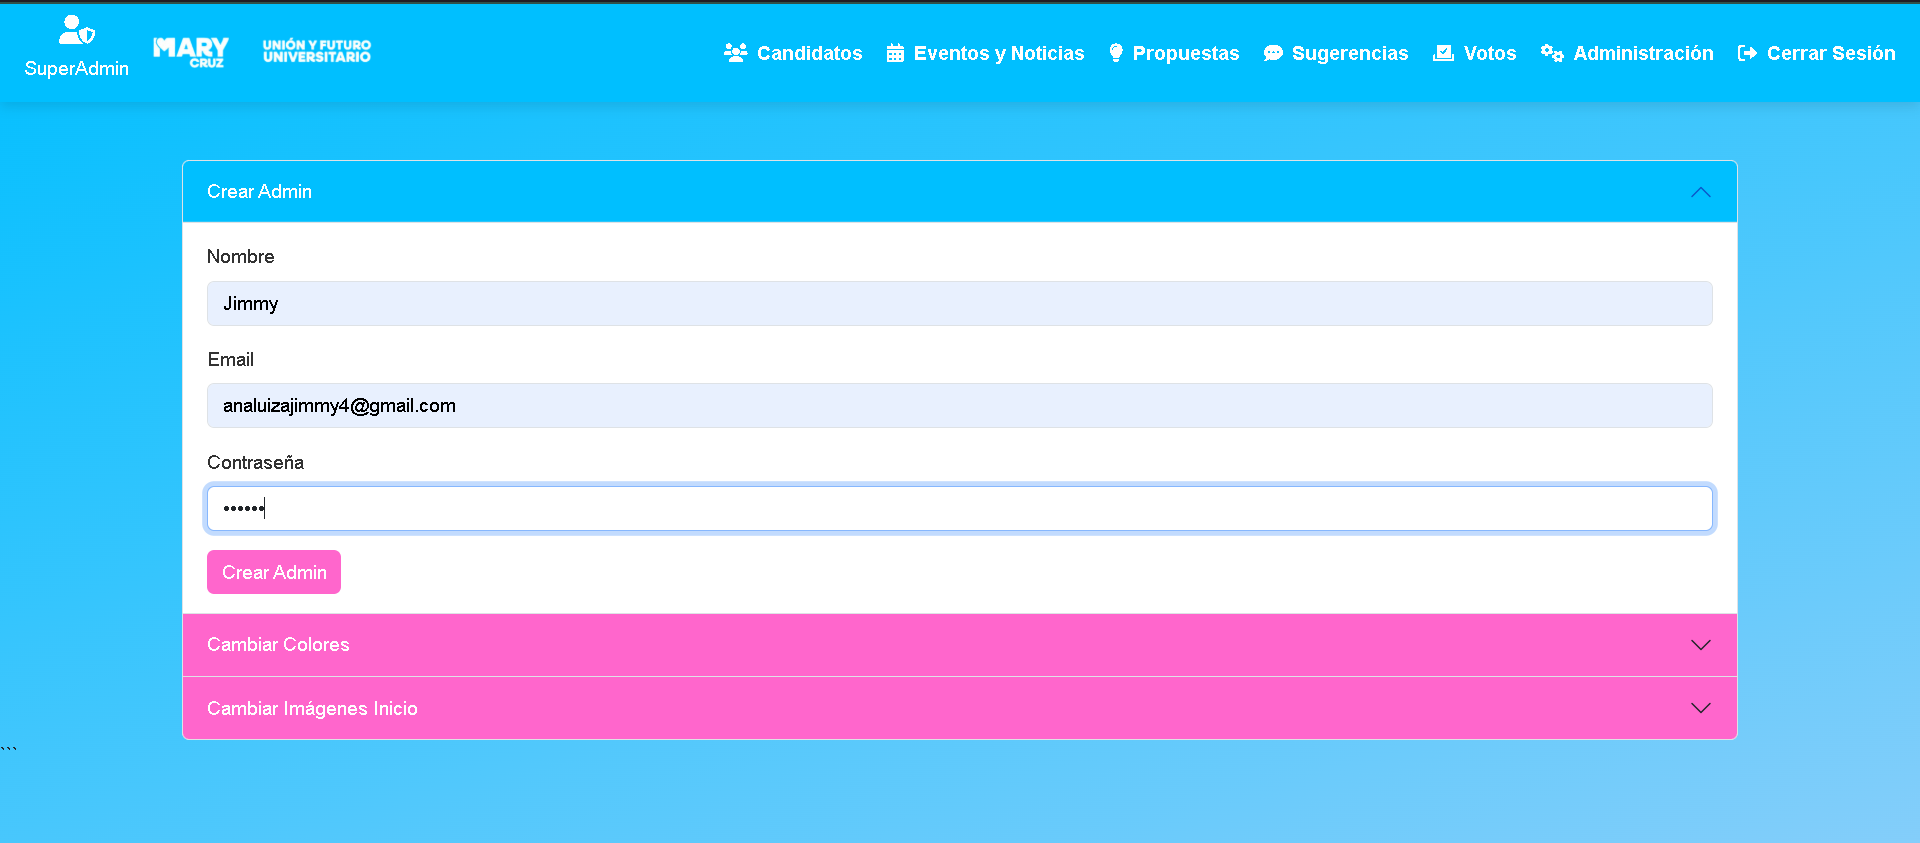 SuperAdmin
MARY
CRUZ
UNIÓN Y FUTURO
UNIVERSITARIO
Candidatos
Eventos y Noticias
Propuestas
Sugerencias
Votos
Administración
Cerrar Sesión
Crear Admin
Nombre
Jimmy
Email
analuizajimmy4@gmail.com
Contraseña
••••••
Crear Admin
Cambiar Colores
Cambiar Imágenes Inicio
```